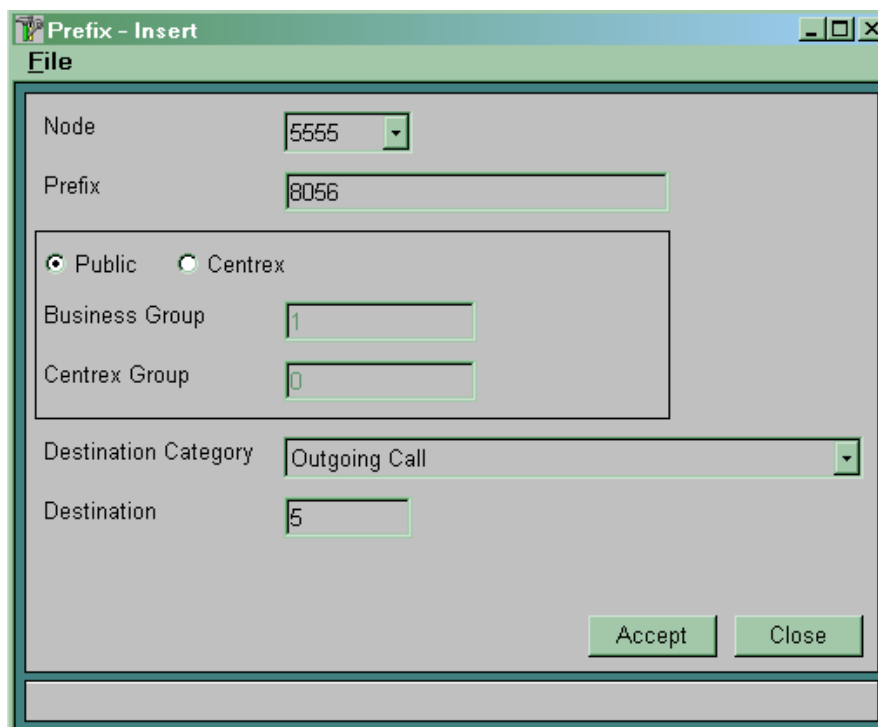 Prefix - Insert
File
Node 5555
Prefix 8056
Public Centrex
Business Group 1
Centrex Group 0
Destination Category Outgoing Call
Destination 5
Accept Close